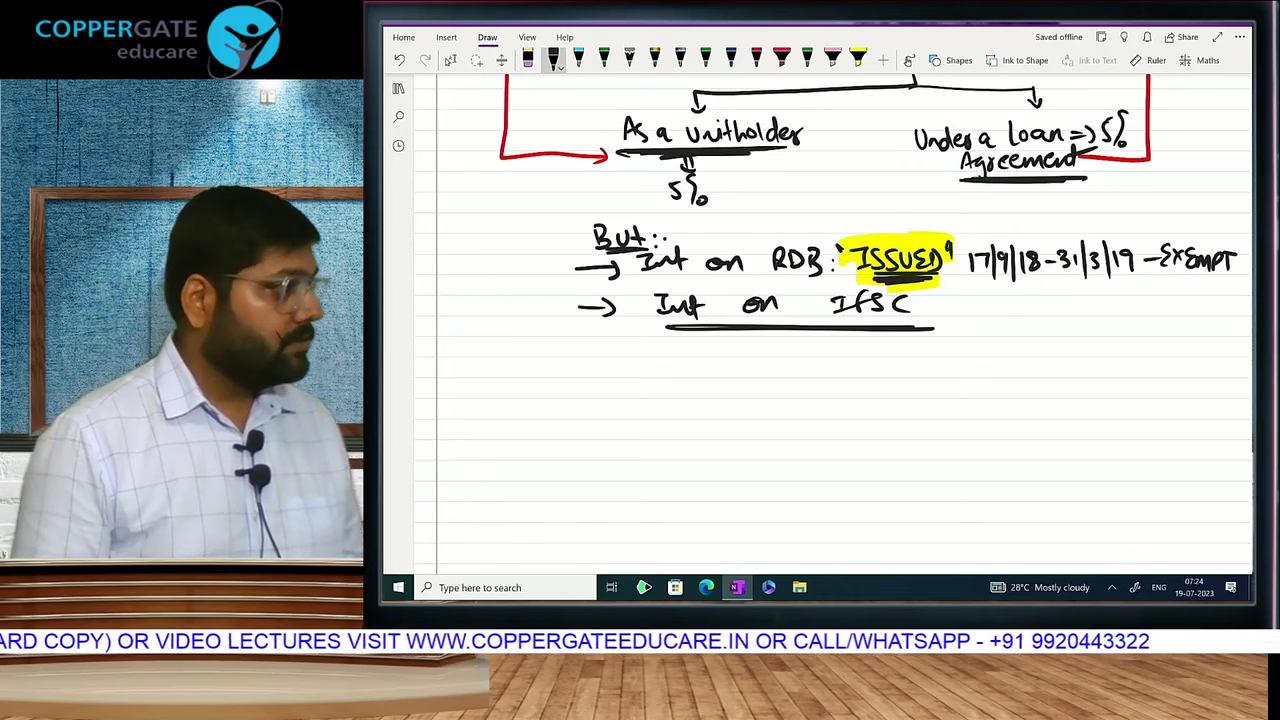 COPPERGATE
educare
Home Insert Draw View Help
Saved offline
Share
Shapes
Ink to Shape
Ink to Text
Ruler
Maths
As a unitholder
5%
Under a loan => 5%
Agreement
But:
→ Int on RDB: "ISSUED" 17/9/18 - 31/3/19 - EXEMPT
→ Int on IFSC
Type here to search
28°C Mostly cloudy
ENG
07:24
19-07-2023
ARD COPY) OR VIDEO LECTURES VISIT WWW.COPPERGATEEDUCARE.IN OR CALL/WHATSAPP - +91 9920443322